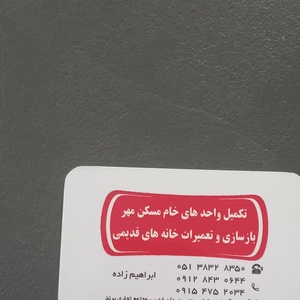 تکمیل واحد های خام مسکن مهر
بازسازی و تعمیرات خانه های قدیمی
۰۵۱ ۳۸۳۲ ۸۳۵۰
۰۹۱۲ ۸۴۳ ۰۶۴۴
ابراهیم زاده
۰۹۱۵ ۴۷۵ ۲۰۳۴